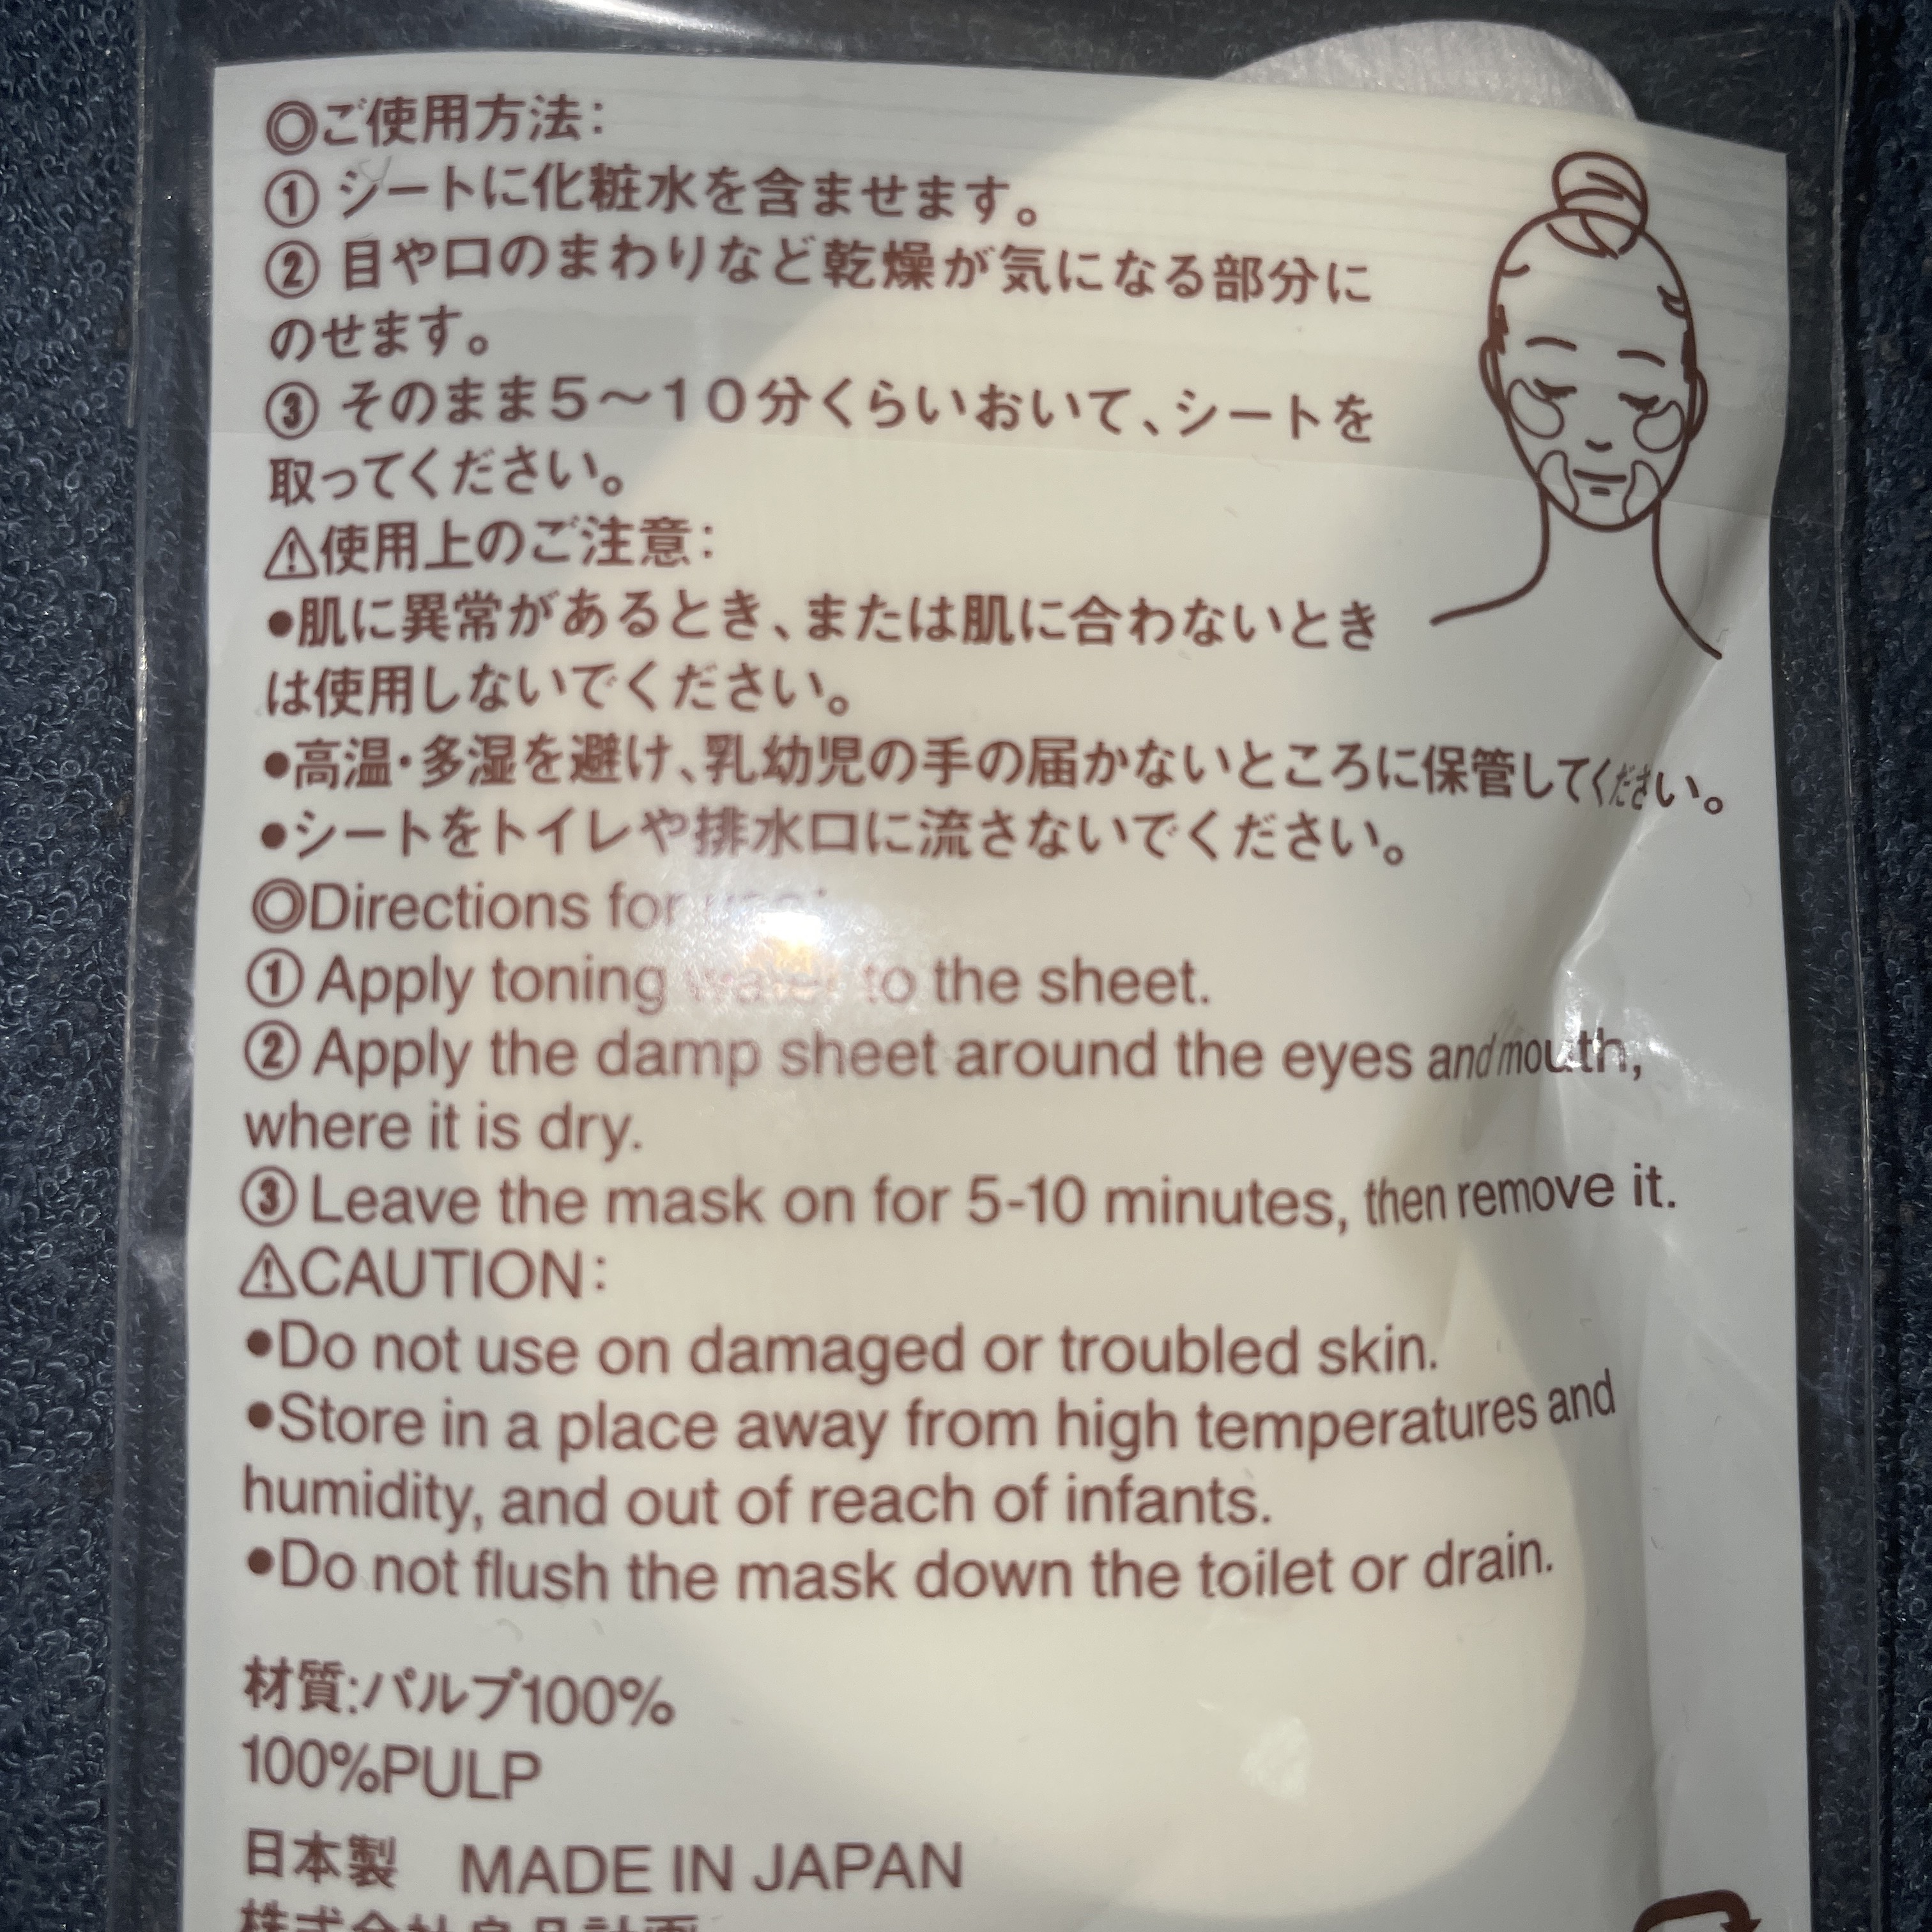 ◎ご使用方法：
① シートに化粧水を含ませます。
② 目や口のまわりなど乾燥が気になる部分に
のせます。
③ そのまま５～１０分くらいおいて、シートを
取ってください。
⚠使用上のご注意：
●肌に異常があるとき、または肌に合わないとき
は使用しないでください。
●高温・多湿を避け、乳幼児の手の届かないところに保管してください。
●シートをトイレや排水口に流さないでください。
◎Directions for use:
① Apply toning water to the sheet.
② Apply the damp sheet around the eyes and mouth,
where it is dry.
③ Leave the mask on for 5-10 minutes, then remove it.
⚠CAUTION：
●Do not use on damaged or troubled skin.
●Store in a place away from high temperatures and
humidity, and out of reach of infants.
●Do not flush the mask down the toilet or drain.
材質:パルプ100%
100%PULP
日本製 MADE IN JAPAN
株式会社良品計画